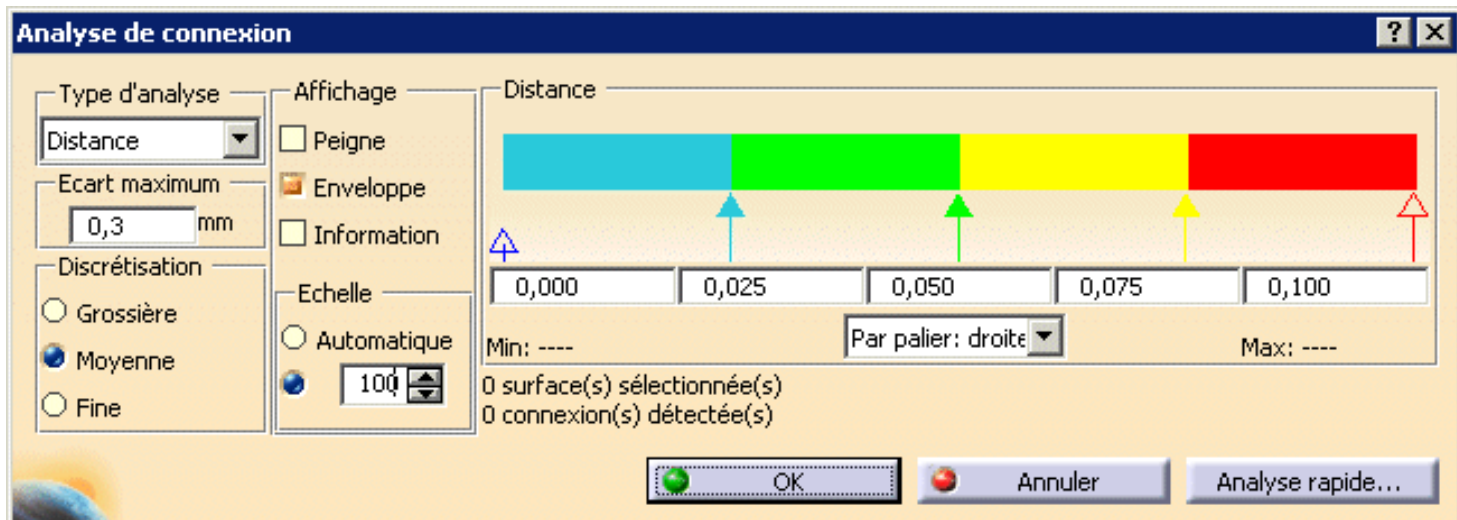 Analyse de connexion
Type d'analyse
Distance
Ecart maximum
0,3 mm
Discrétisation
Grossière
Moyenne
Fine
Affichage
Peigne
Enveloppe
Information
Echelle
Automatique
100
Distance
0,000 0,025 0,050 0,075 0,100
Min: ---- Par palier: droite Max: ----
0 surface(s) sélectionnée(s)
0 connexion(s) détectée(s)
OK Annuler Analyse rapide...